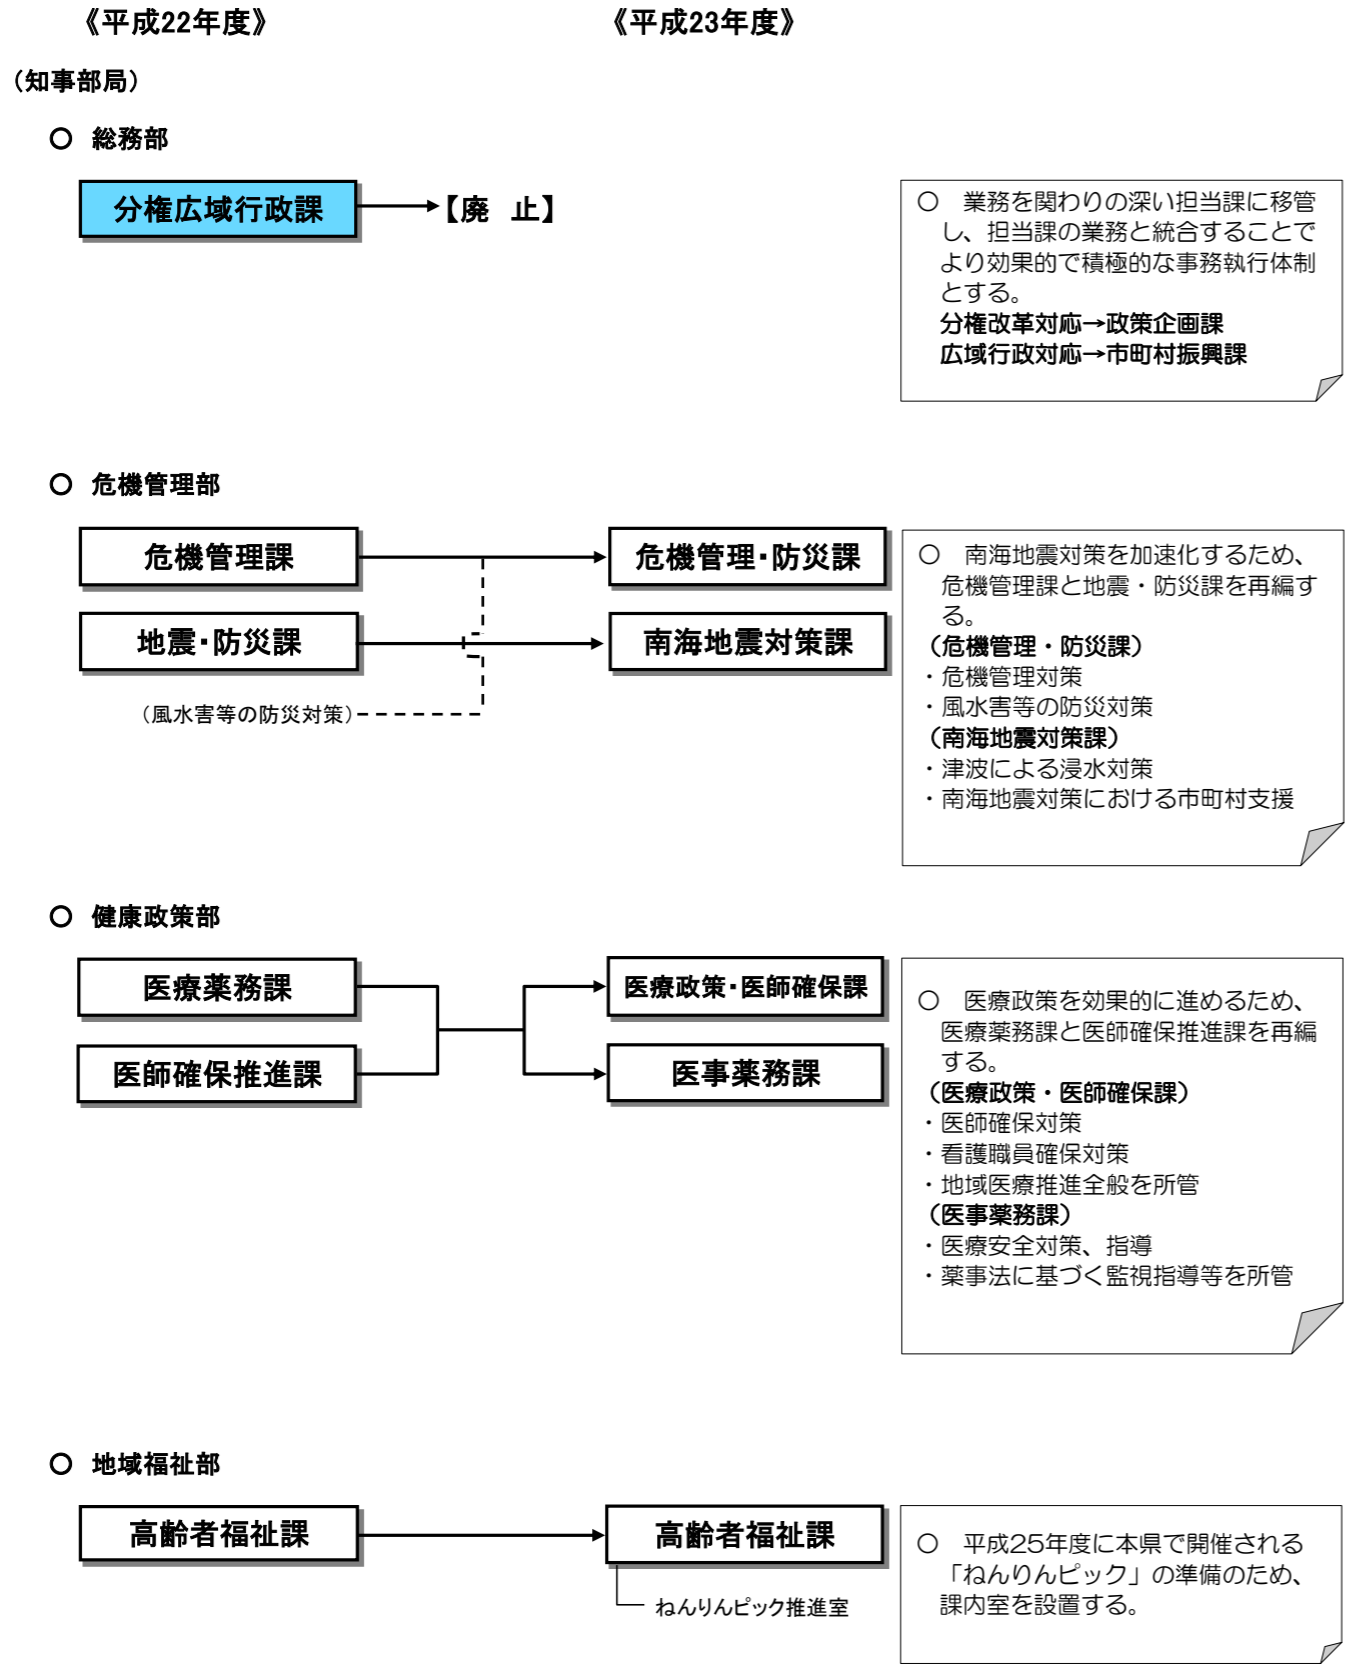 《平成22年度》
《平成23年度》
（知事部局）
○ 総務部
分権広域行政課
【廃 止】
○　業務を関わりの深い担当課に移管
し、担当課の業務と統合することで
より効果的で積極的な事務執行体制
とする。
分権改革対応→政策企画課
広域行政対応→市町村振興課
○ 危機管理部
危機管理課
危機管理・防災課
地震・防災課
南海地震対策課
（風水害等の防災対策）
○　南海地震対策を加速化するため、
危機管理課と地震・防災課を再編す
る。
（危機管理・防災課）
・危機管理対策
・風水害等の防災対策
（南海地震対策課）
・津波による浸水対策
・南海地震対策における市町村支援
○ 健康政策部
医療薬務課
医療政策・医師確保課
医師確保推進課
医事薬務課
○　医療政策を効果的に進めるため、
医療薬務課と医師確保推進課を再編
する。
（医療政策・医師確保課）
・医師確保対策
・看護職員確保対策
・地域医療推進全般を所管
（医事薬務課）
・医療安全対策、指導
・薬事法に基づく監視指導等を所管
○ 地域福祉部
高齢者福祉課
高齢者福祉課
ねんりんピック推進室
○　平成25年度に本県で開催される
「ねんりんピック」の準備のため、
課内室を設置する。